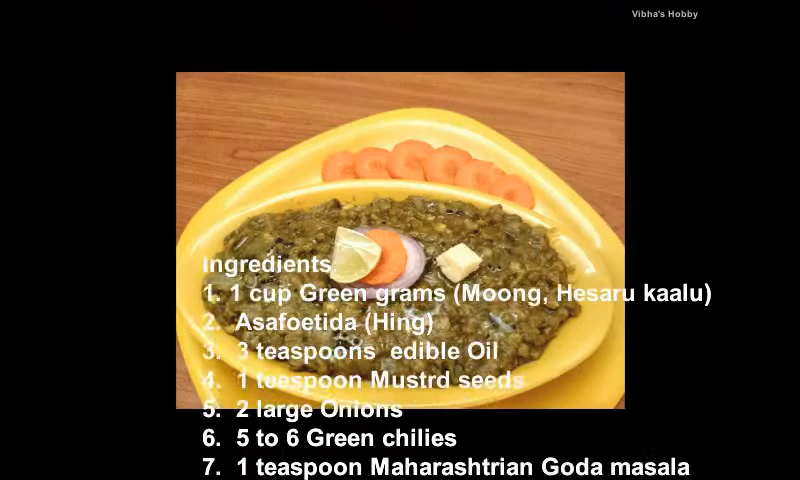 Vibha's Hobby
Ingredients:
1. 1 cup Green grams (Moong, Hesaru kaalu)
2. Asafoetida (Hing)
3. 3 teaspoons edible Oil
4. 1 teaspoon Mustrd seeds
5. 2 large Onions
6. 5 to 6 Green chilies
7. 1 teaspoon Maharashtrian Goda masala